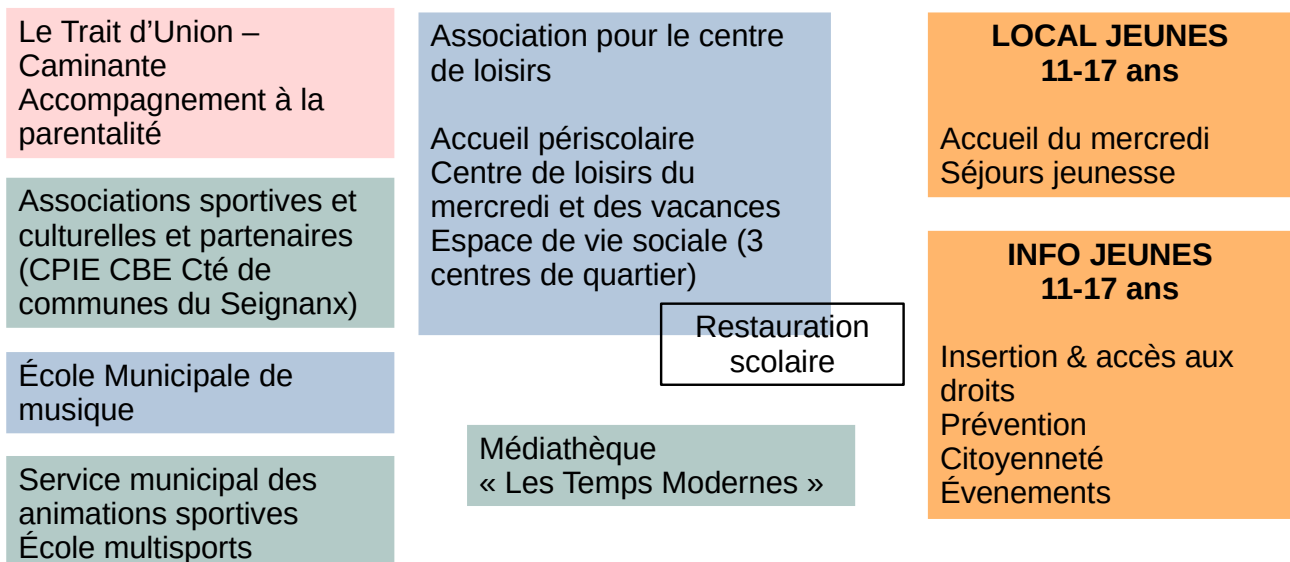 Le Trait d’Union –
Caminante
Accompagnement à la
parentalité
Associations sportives et
culturelles et partenaires
(CPIE CBE Cté de
communes du Seignanx)
École Municipale de
musique
Service municipal des
animations sportives
École multisports
Association pour le centre
de loisirs
Accueil périscolaire
Centre de loisirs du
mercredi et des vacances
Espace de vie sociale (3
centres de quartier)
Restauration
scolaire
Médiathèque
« Les Temps Modernes »
LOCAL JEUNES
11-17 ans
Accueil du mercredi
Séjours jeunesse
INFO JEUNES
11-17 ans
Insertion & accès aux
droits
Prévention
Citoyenneté
Évenements